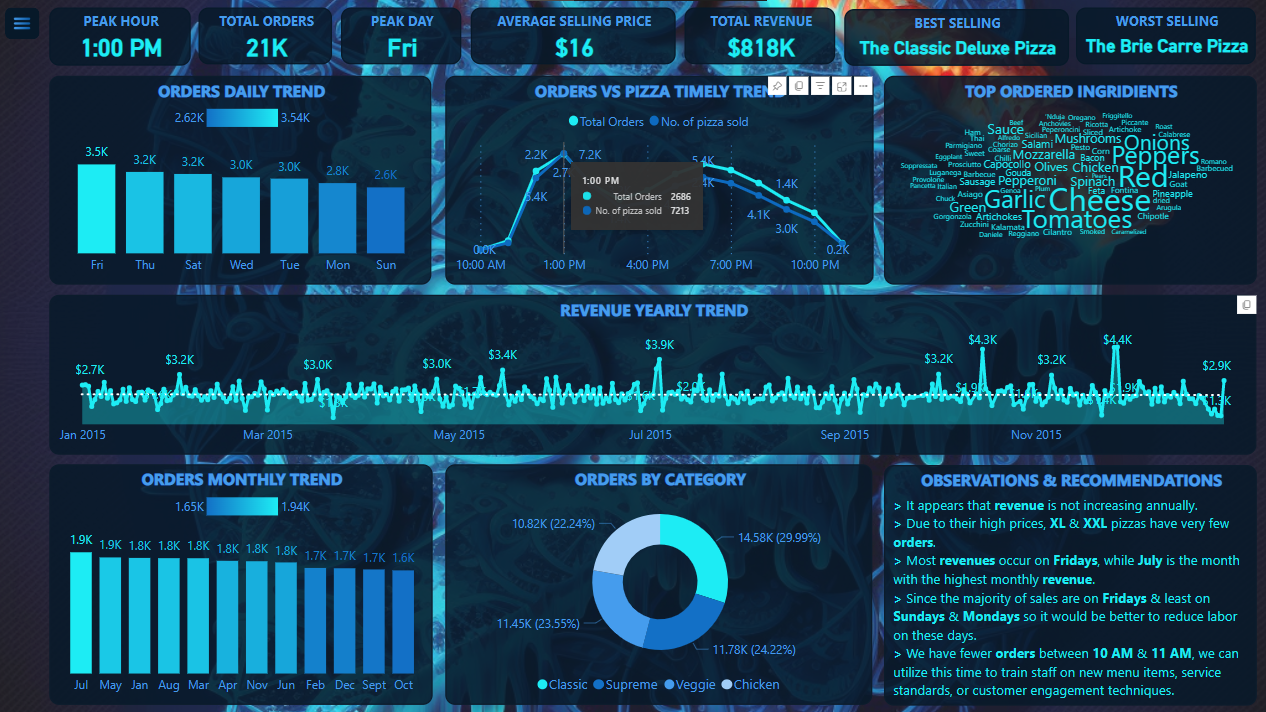 PEAK HOUR
1:00 PM
TOTAL ORDERS
21K
PEAK DAY
Fri
AVERAGE SELLING PRICE
$16
TOTAL REVENUE
$818K
BEST SELLING
The Classic Deluxe Pizza
WORST SELLING
The Brie Carre Pizza
ORDERS DAILY TREND
2.62K 3.54K
3.5K 3.2K 3.2K 3.0K 3.0K 2.8K 2.6K
Fri Thu Sat Wed Tue Mon Sun
ORDERS VS PIZZA TIMELY TREND
Total Orders No. of pizza sold
2.2K 7.2K 5.4K
1.4K
4.1K
3.0K
0.0K 0.2K
1:00 PM
Total Orders 2686
No. of pizza sold 7213
10:00 AM 1:00 PM 4:00 PM 7:00 PM 10:00 PM
TOP ORDERED INGRIDIENTS
'Nduja Oregano Friggitello
Beef Anchovies Ricotta Piccante
Ham Sauce Peperoncini Sliced Artichoke Roast
Thai Alfredo Sicilian Mushrooms Onions Calabrese
Parmigiano Chorizo Salami Pesto Corn Peppers
Eggplant Sweet Coarse Chilli Mozzarella Bacon Romano
Soppressata Prosciutto Capocollo Olives Chicken Barbecued
Luganega Barbecue Gouda Peas Red Jalapeno
Provolone Sausage Pepperoni Spinach Goat
Pancetta Italian Genoa Plum Feta Fontina Pineapple
Asiago Garlic Cheese dried
Chuck Green Arugula
Gorgonzola Artichokes Tomatoes Chipotle
Zucchini Kalamata
Daniele Reggiano Cilantro Smoked Caramelized
REVENUE YEARLY TREND
$2.7K $3.2K $3.0K $3.0K $3.4K $3.9K $3.2K $4.3K $3.2K $4.4K $2.9K
Jan 2015 Mar 2015 May 2015 Jul 2015 Sep 2015 Nov 2015
ORDERS MONTHLY TREND
1.65K 1.94K
1.9K 1.9K 1.8K 1.8K 1.8K 1.8K 1.8K 1.8K 1.7K 1.7K 1.7K 1.6K
Jul May Jan Aug Mar Apr Nov Jun Feb Dec Sept Oct
ORDERS BY CATEGORY
10.82K (22.24%)
14.58K (29.99%)
11.45K (23.55%)
11.78K (24.22%)
Classic Supreme Veggie Chicken
OBSERVATIONS & RECOMMENDATIONS
> It appears that revenue is not increasing annually.
> Due to their high prices, XL & XXL pizzas have very few
orders.
> Most revenues occur on Fridays, while July is the month
with the highest monthly revenue.
> Since the majority of sales are on Fridays & least on
Sundays & Mondays so it would be better to reduce labor
on these days.
> We have fewer orders between 10 AM & 11 AM, we can
utilize this time to train staff on new menu items, service
standards, or customer engagement techniques.